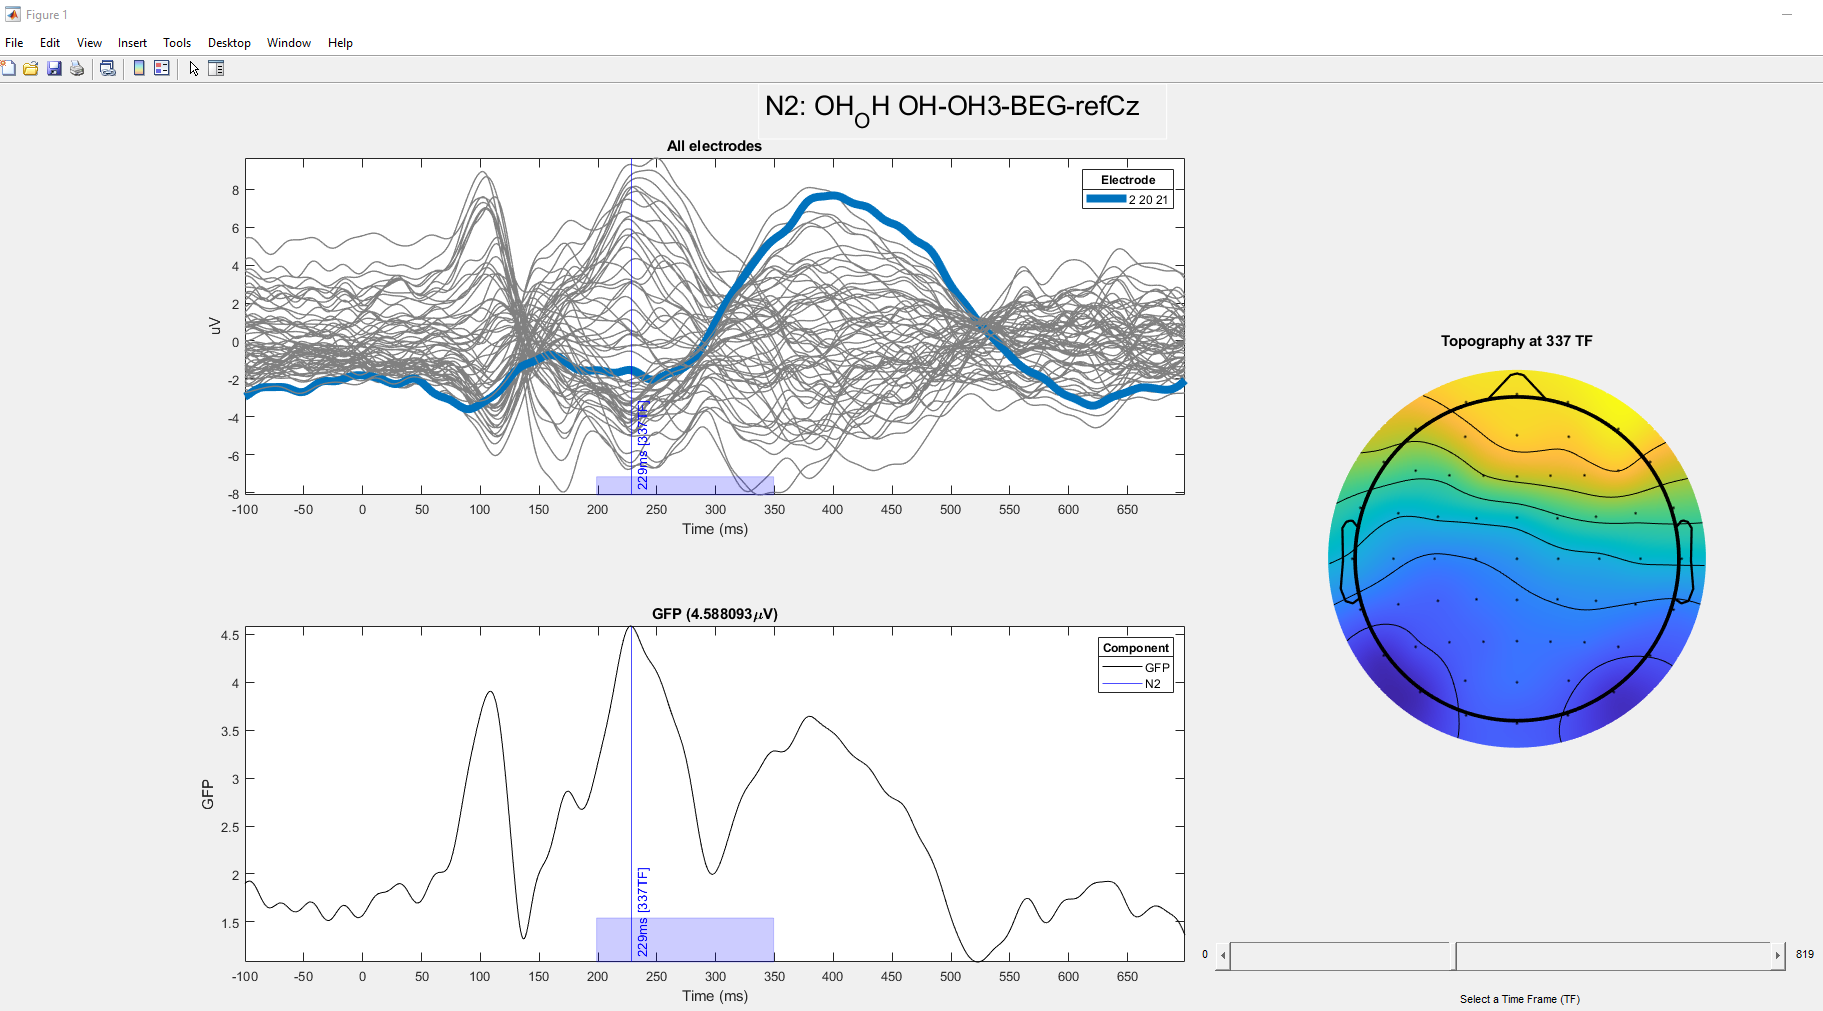 Figure 1
File Edit View Insert Tools Desktop Window Help
N2: OH_OH OH-OH3-BEG-refCz
All electrodes
Electrode
2 20 21
8
6
4
2
0
-2
-4
-6
-8
uV
229ms [337TF]
-100 -50 0 50 100 150 200 250 300 350 400 450 500 550 600 650
Time (ms)
Topography at 337 TF
GFP (4.588093μV)
Component
GFP
N2
4.5
4
3.5
3
2.5
2
1.5
GFP
229ms [337TF]
-100 -50 0 50 100 150 200 250 300 350 400 450 500 550 600 650
Time (ms)
0 819
Select a Time Frame (TF)